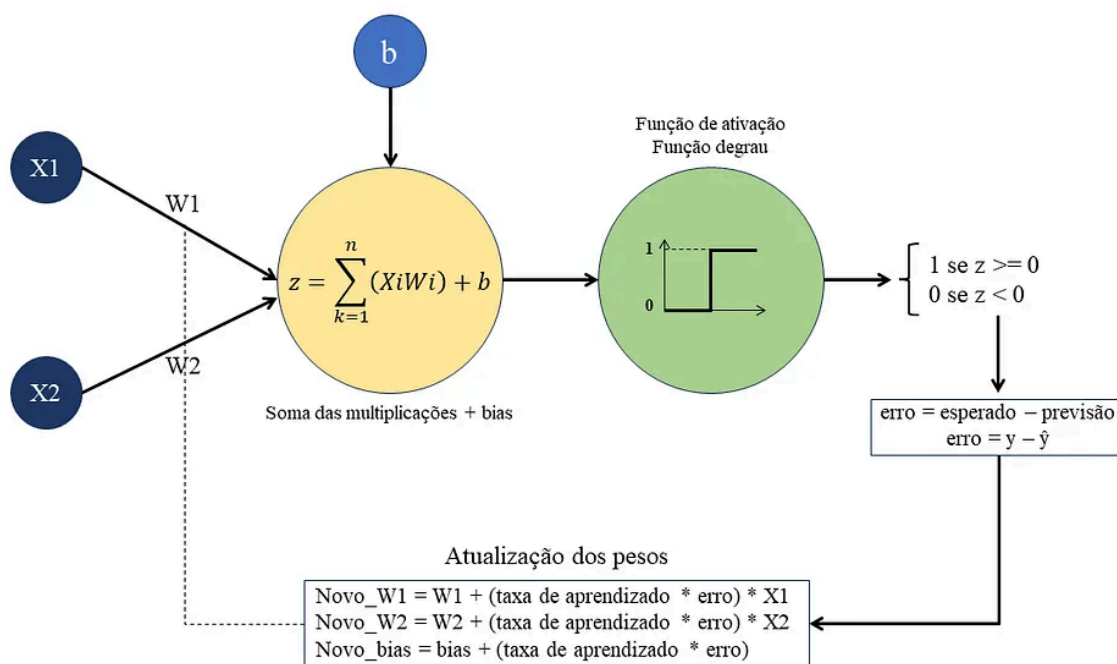 b
X1
W1
X2
W2
z = ∑ (XiWi) + b
n
k=1
Soma das multiplicações + bias
Função de ativação
Função degrau
1
0
1 se z >= 0
0 se z < 0
erro = esperado – previsão
erro = y – ŷ
Atualização dos pesos
Novo_W1 = W1 + (taxa de aprendizado * erro) * X1
Novo_W2 = W2 + (taxa de aprendizado * erro) * X2
Novo_bias = bias + (taxa de aprendizado * erro)